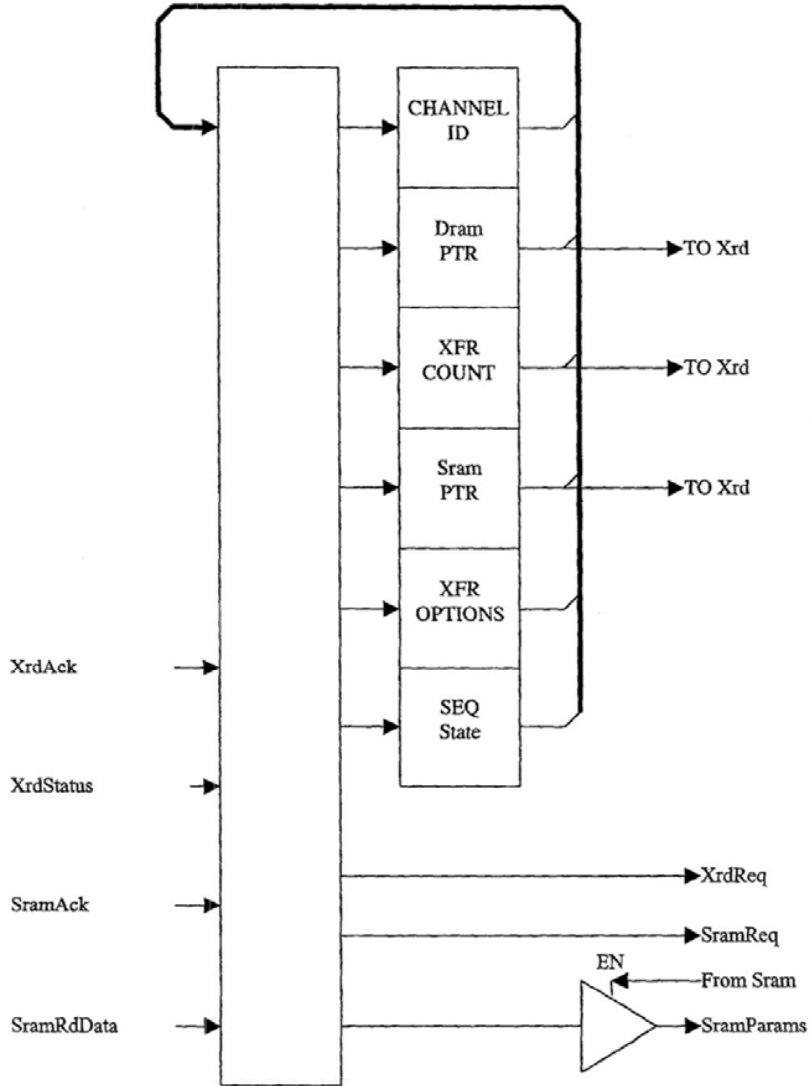 CHANNEL
ID
Dram
PTR
TO Xrd
XFR
COUNT
TO Xrd
Sram
PTR
TO Xrd
XFR
OPTIONS
XrdAck
SEQ
State
XrdStatus
XrdReq
SramAck
SramReq
EN
From Sram
SramRdData
SramParams